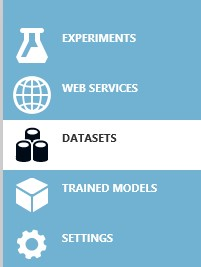 EXPERIMENTS
WEB SERVICES
DATASETS
TRAINED MODELS
SETTINGS